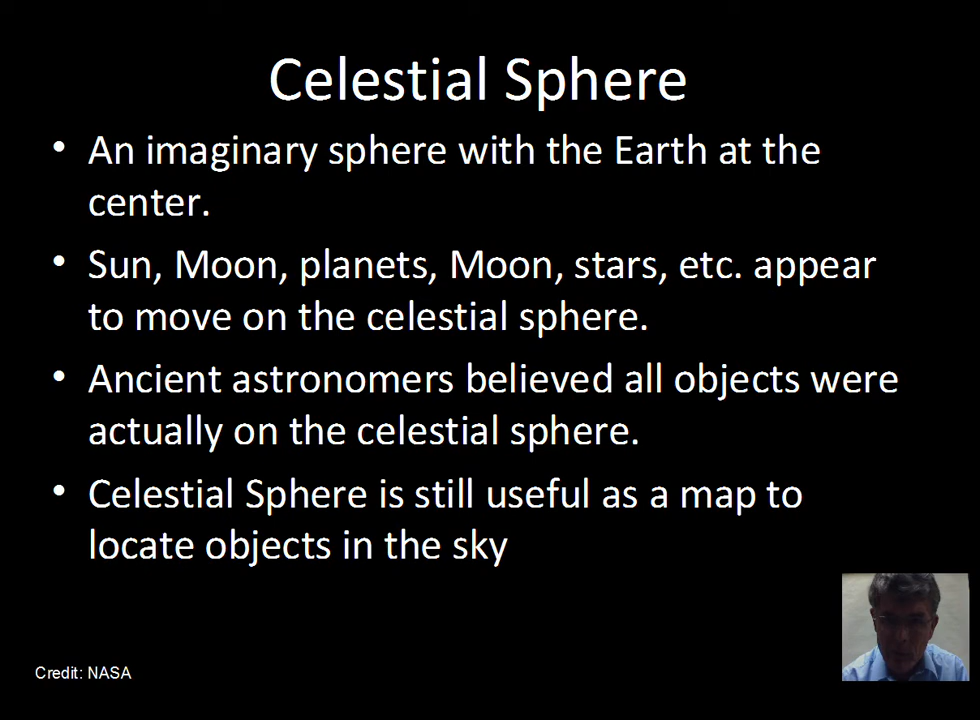 Celestial Sphere
• An imaginary sphere with the Earth at the
center.
• Sun, Moon, planets, Moon, stars, etc. appear
to move on the celestial sphere.
• Ancient astronomers believed all objects were
actually on the celestial sphere.
• Celestial Sphere is still useful as a map to
locate objects in the sky
Credit: NASA